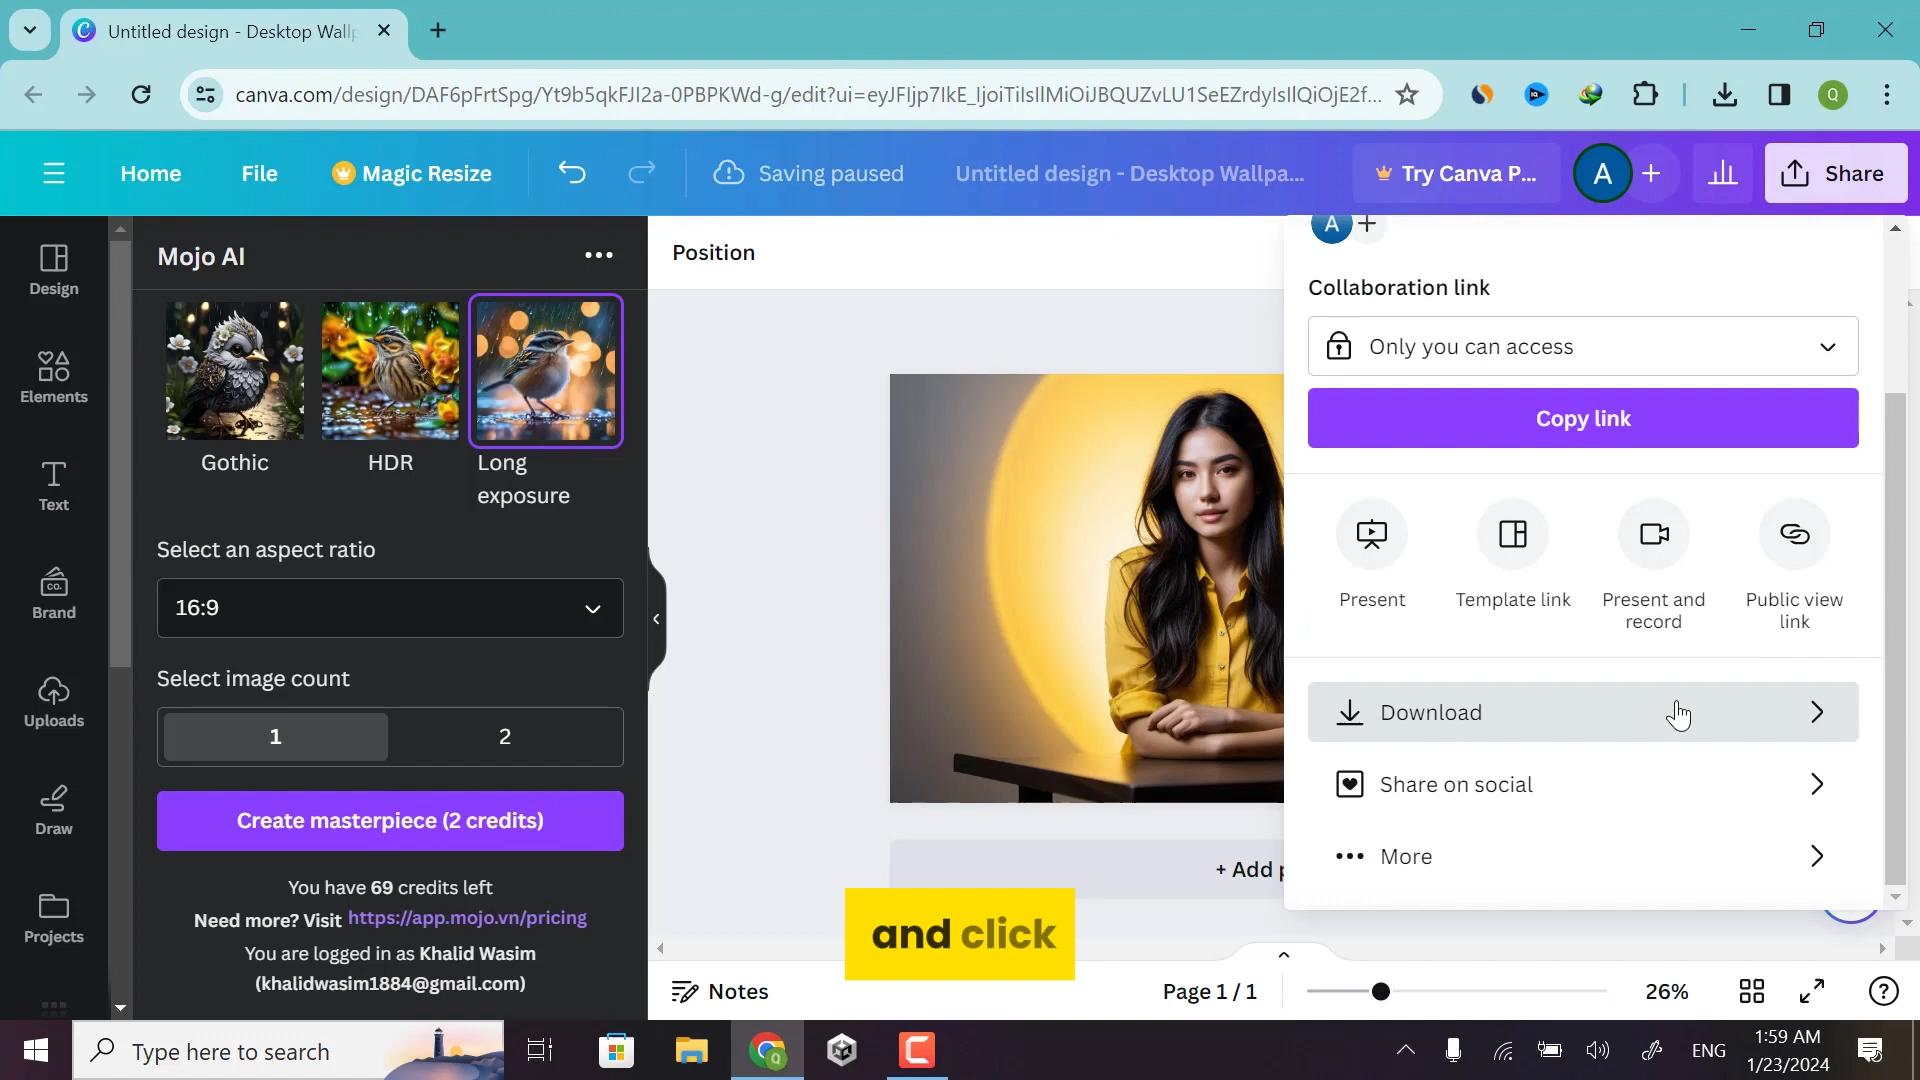 Untitled design - Desktop Wallp
canva.com/design/DAF6pFrtSpg/Yt9b5qkFJI2a-0PBPKWd-g/edit?ui=eyJFIjp7IkE_IjoiTiIsIlMiOiJBQUZvLU1SeEZrdyIsIlQiOjE2f...
Q
Home
File
Magic Resize
Saving paused
Untitled design - Desktop Wallpa...
Try Canva P...
A
Share
Design
Elements
Text
Brand
CO.
Uploads
Draw
Projects
Mojo AI
Gothic
HDR
Long
exposure
Select an aspect ratio
16:9
Select image count
1
2
Create masterpiece (2 credits)
You have 69 credits left
Need more? Visit https://app.mojo.vn/pricing
You are logged in as Khalid Wasim
(khalidwasim1884@gmail.com)
Position
+ Add p
and click
A
Collaboration link
Only you can access
Copy link
Present
Template link
Present and
record
Public view
link
Download
Share on social
More
Notes
Page 1 / 1
26%
Type here to search
ENG
1:59 AM
1/23/2024